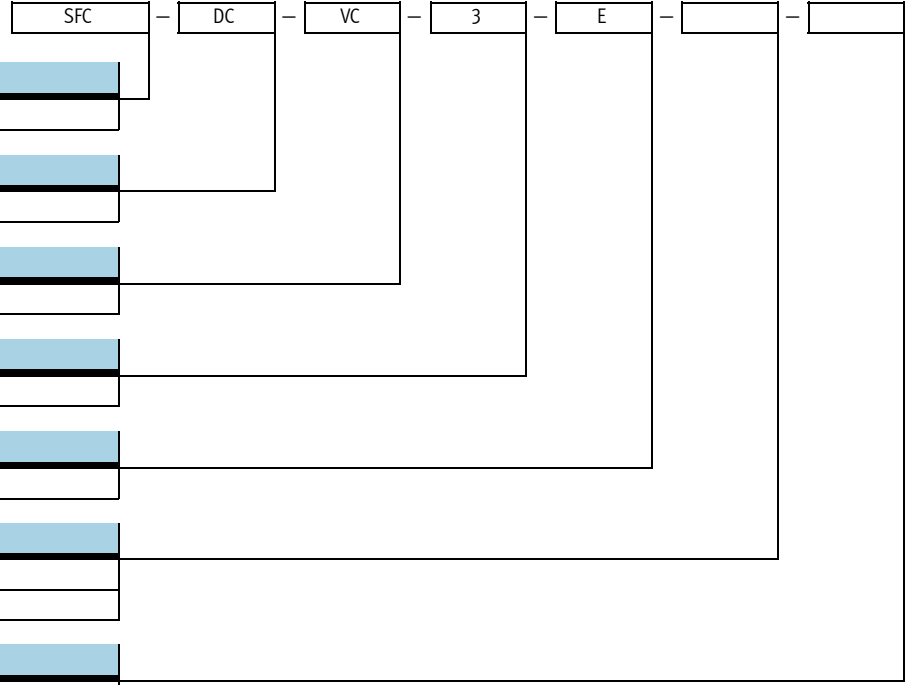 SFC – DC – VC – 3 – E – –